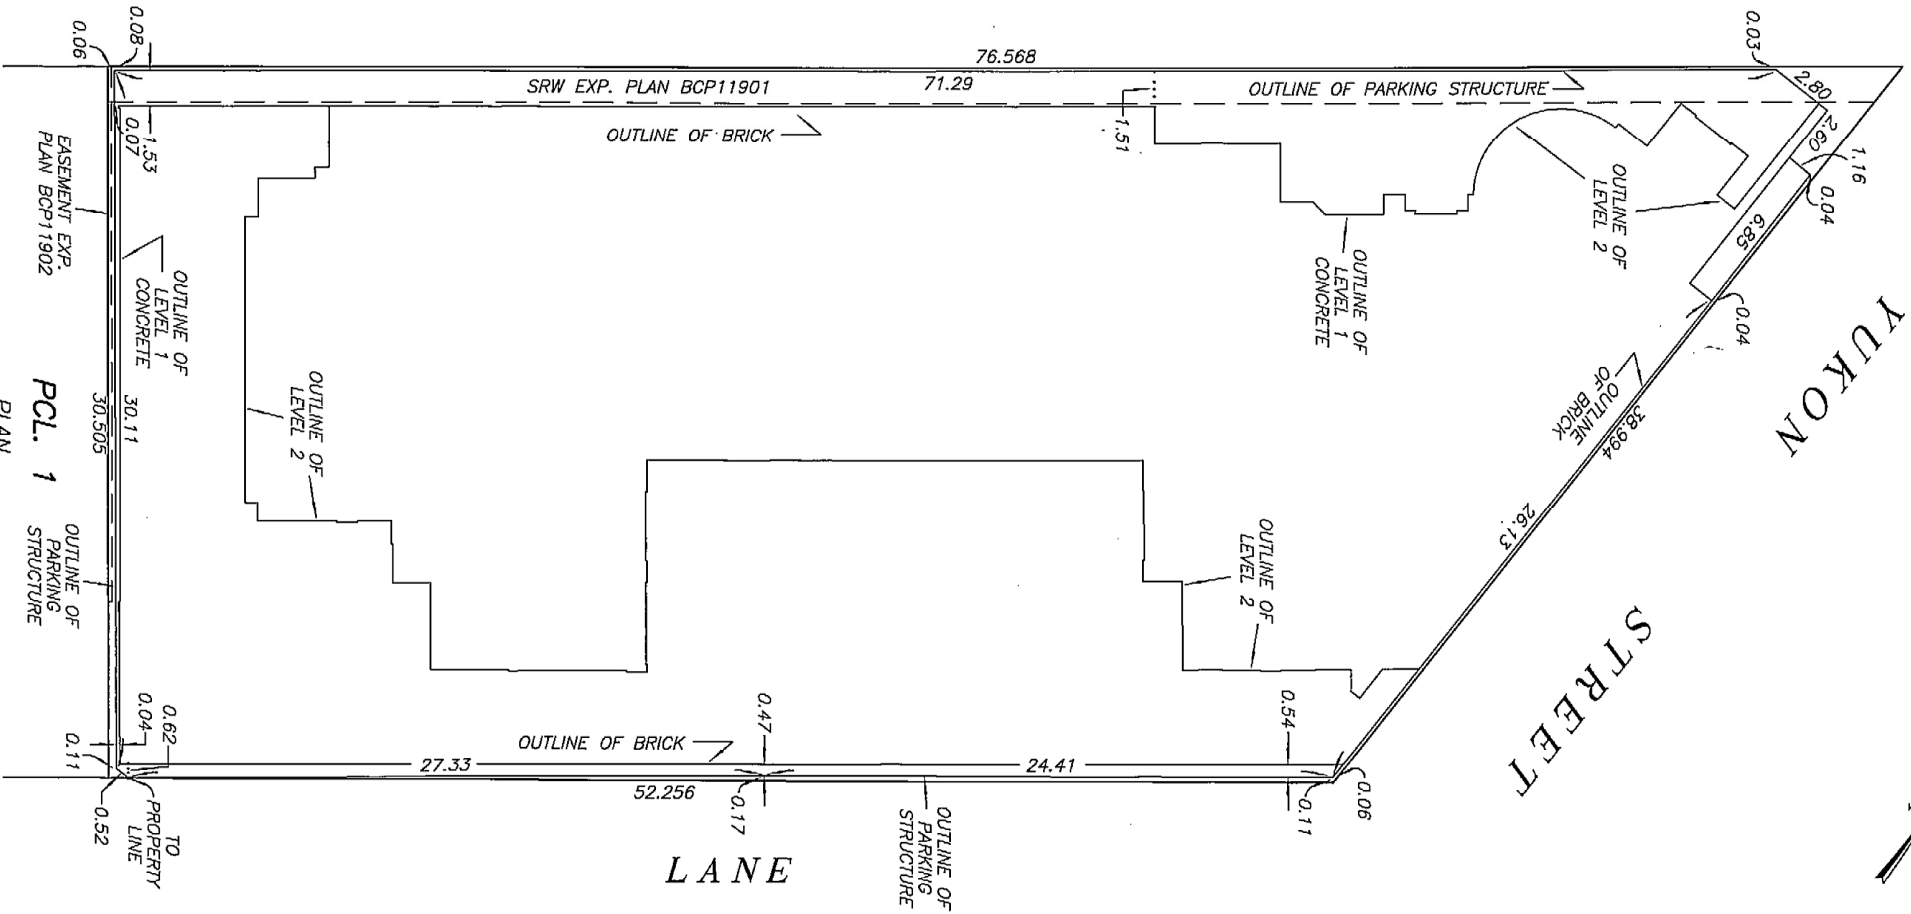 0.06
0.08
76.568
0.03
SRW EXP. PLAN BCP11901
71.29
OUTLINE OF PARKING STRUCTURE
2.80
2.60
1.16
0.04
6.85
0.04
1.53
0.07
OUTLINE OF BRICK
1.51
OUTLINE OF
LEVEL 2
OUTLINE OF
LEVEL 1
CONCRETE
EASEMENT EXP.
PLAN BCP11902
OUTLINE OF
LEVEL 1
CONCRETE
YUKON
STREET
OUTLINE
OF BRICK
38.994
26.13
PCL. 1
PLAN
30.11
30.505
OUTLINE OF
LEVEL 2
OUTLINE OF
PARKING
STRUCTURE
OUTLINE OF
LEVEL 2
0.62
0.04
0.11
0.52
TO
PROPERTY
LINE
OUTLINE OF BRICK
27.33
0.47
0.17
24.41
0.54
0.11
0.06
52.256
OUTLINE OF
PARKING
STRUCTURE
LANE